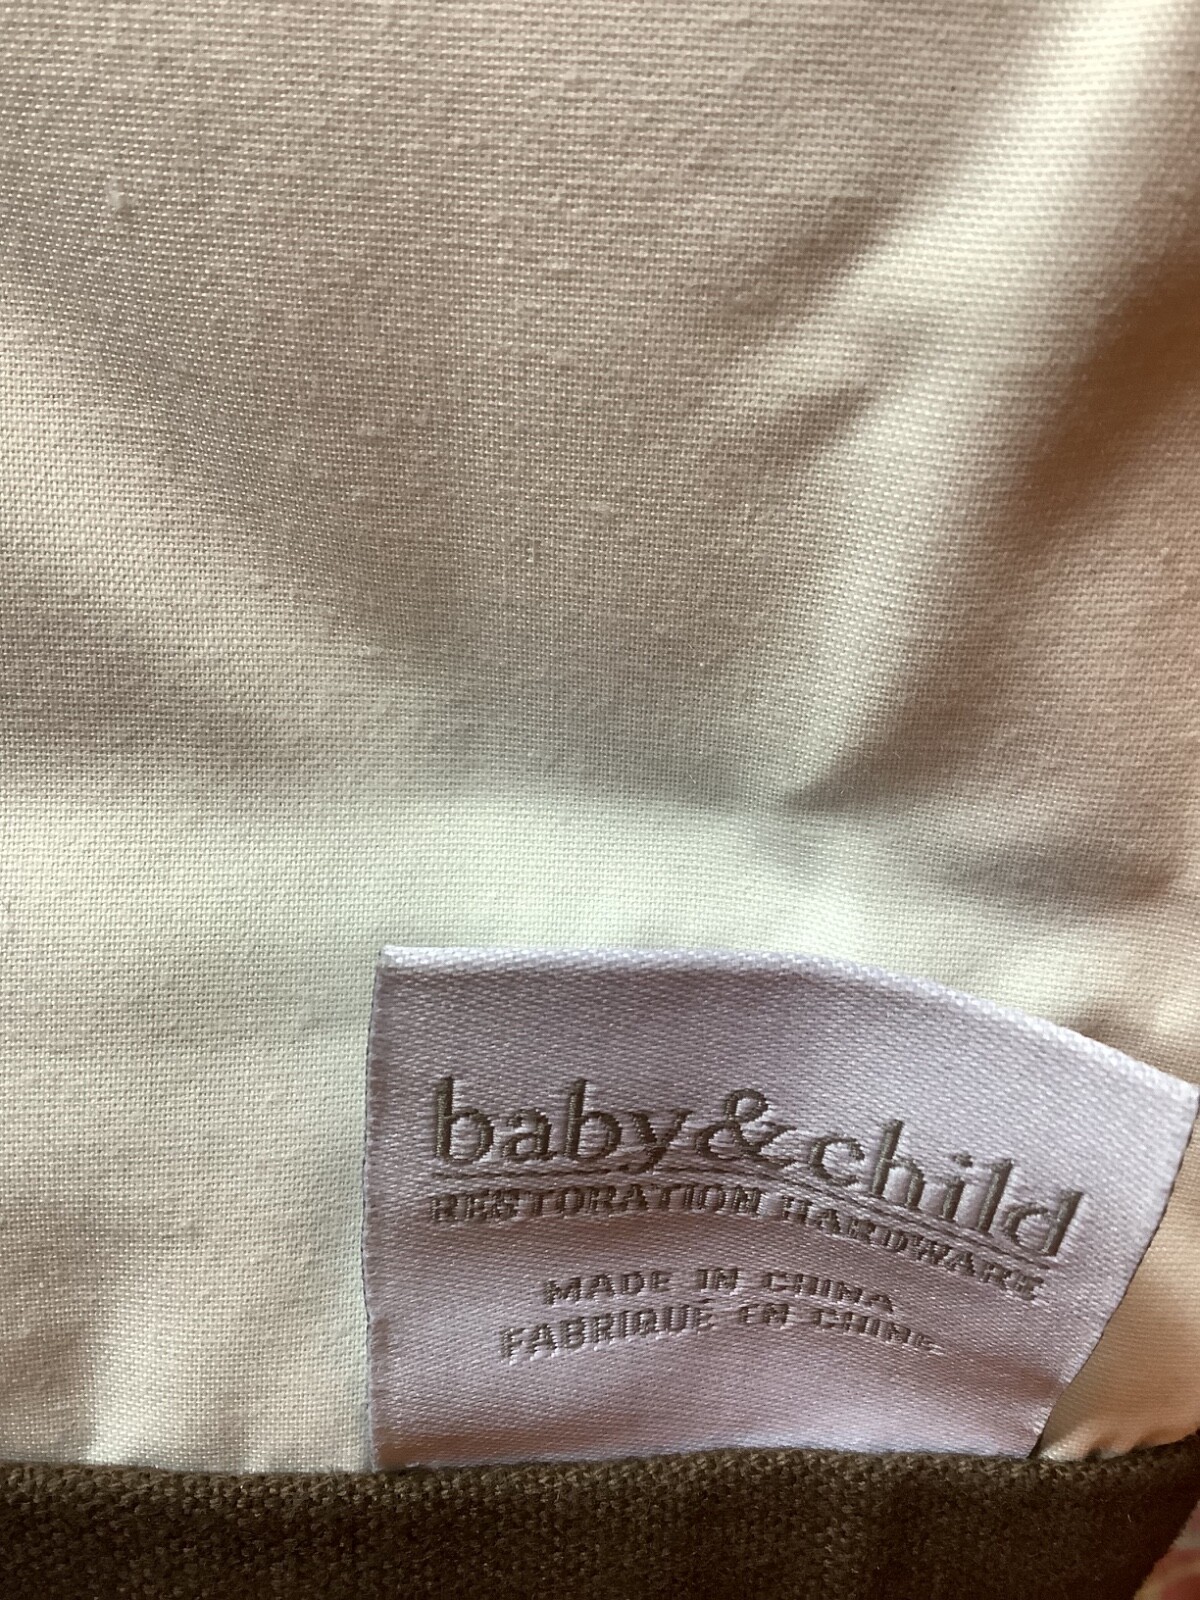 baby&child
RESTORATION HARDWARE
MADE IN CHINA
FABRIQUÉ EN CHINE